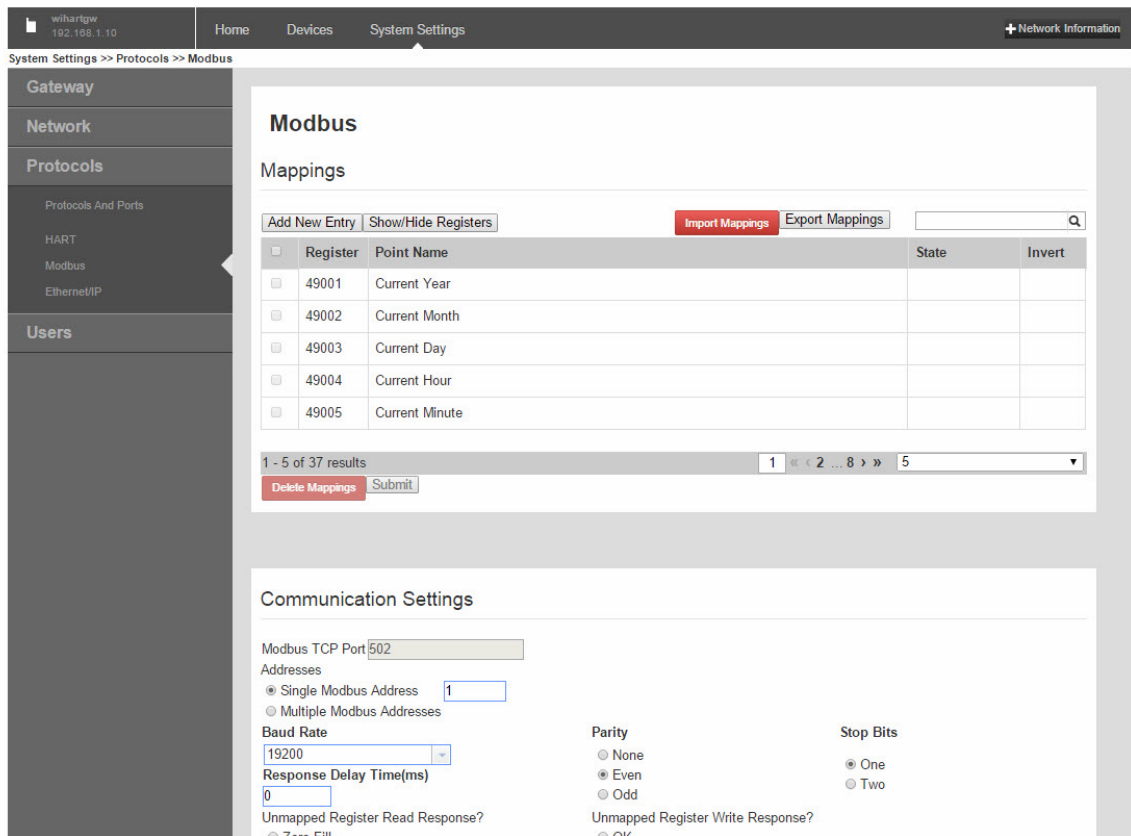 wihartgw
192.168.1.10
Home Devices System Settings
Network Information
System Settings >> Protocols >> Modbus
Gateway
Network
Protocols
Protocols And Ports
HART
Modbus
Ethernet/IP
Users
Modbus
Mappings
Add New Entry Show/Hide Registers Import Mappings Export Mappings
Register Point Name State Invert
49001 Current Year
49002 Current Month
49003 Current Day
49004 Current Hour
49005 Current Minute
1 - 5 of 37 results 1 « ‹ 2 ... 8 › » 5
Delete Mappings Submit
Communication Settings
Modbus TCP Port 502
Addresses
Single Modbus Address 1
Multiple Modbus Addresses
Baud Rate Parity Stop Bits
19200 None One
Response Delay Time(ms) Even Two
0 Odd
Unmapped Register Read Response? Unmapped Register Write Response?
Zero Fill OK